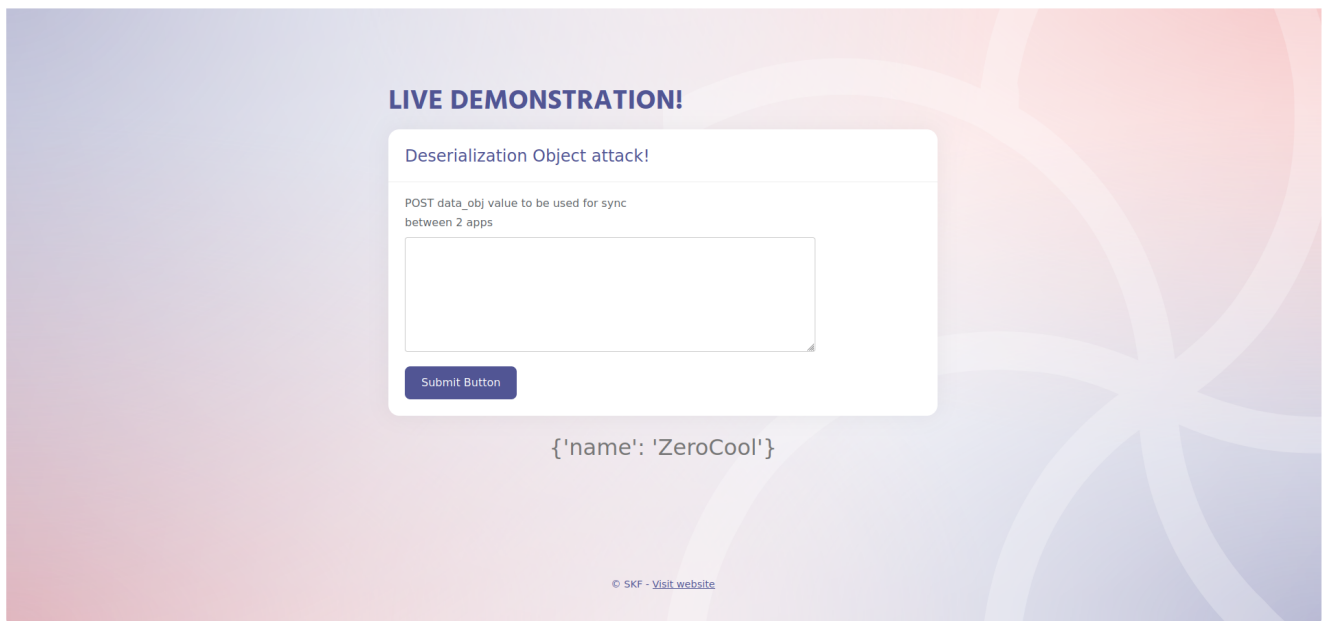 LIVE DEMONSTRATION!
Deserialization Object attack!
POST data_obj value to be used for sync
between 2 apps
Submit Button
{'name': 'ZeroCool'}
© SKF - Visit website